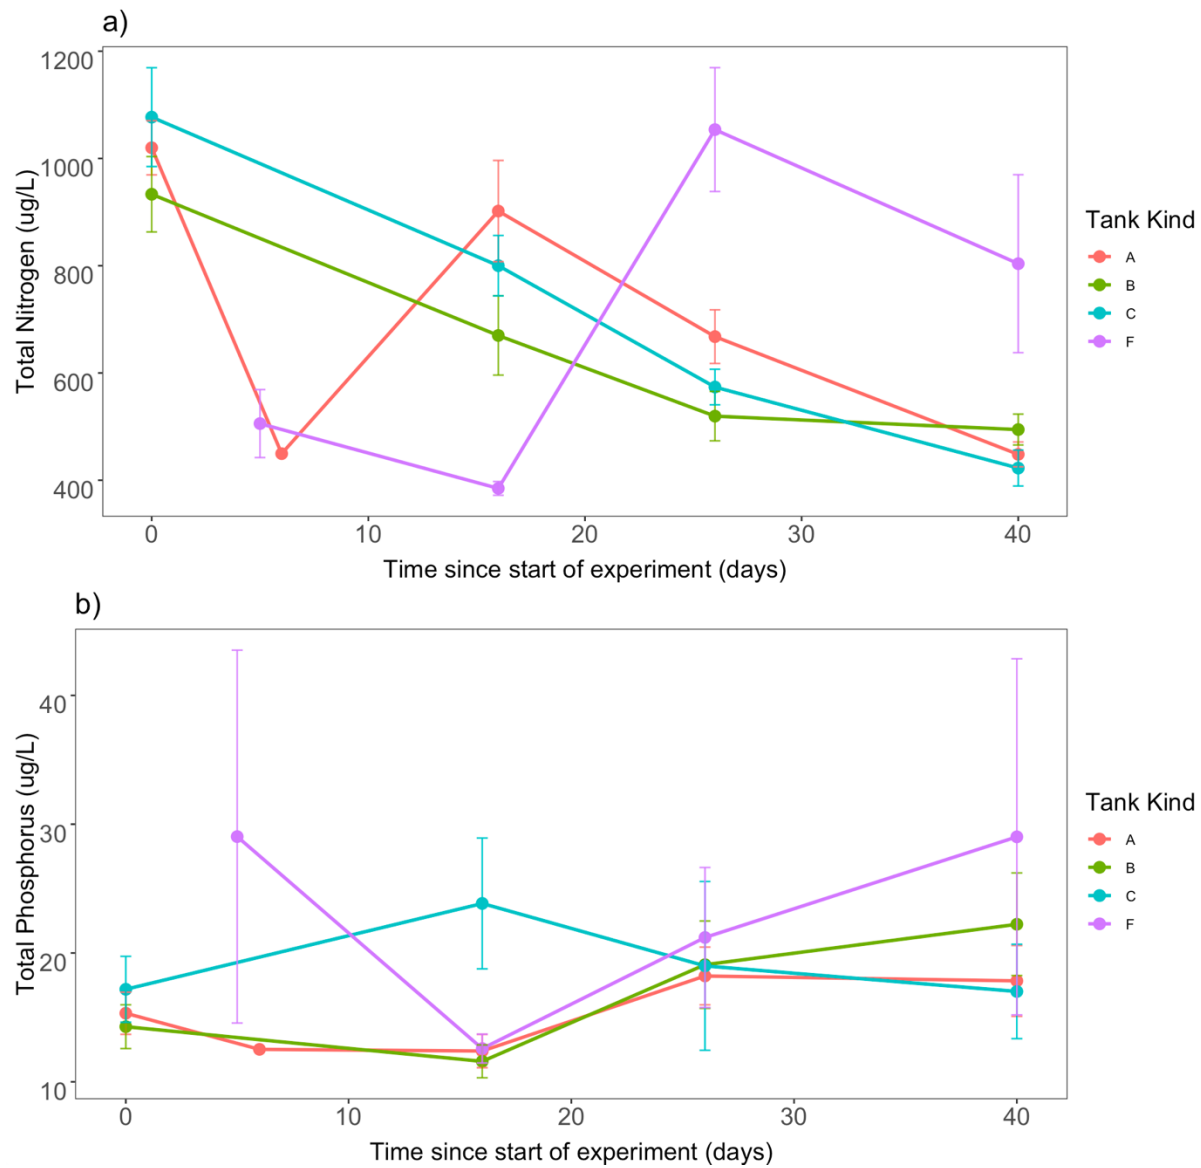 a)
Total Nitrogen (ug/L)
1200
1000
800
600
400
0 10 20 30 40
Time since start of experiment (days)
Tank Kind
A
B
C
F
b)
Total Phosphorus (ug/L)
40
30
20
10
0 10 20 30 40
Time since start of experiment (days)
Tank Kind
A
B
C
F